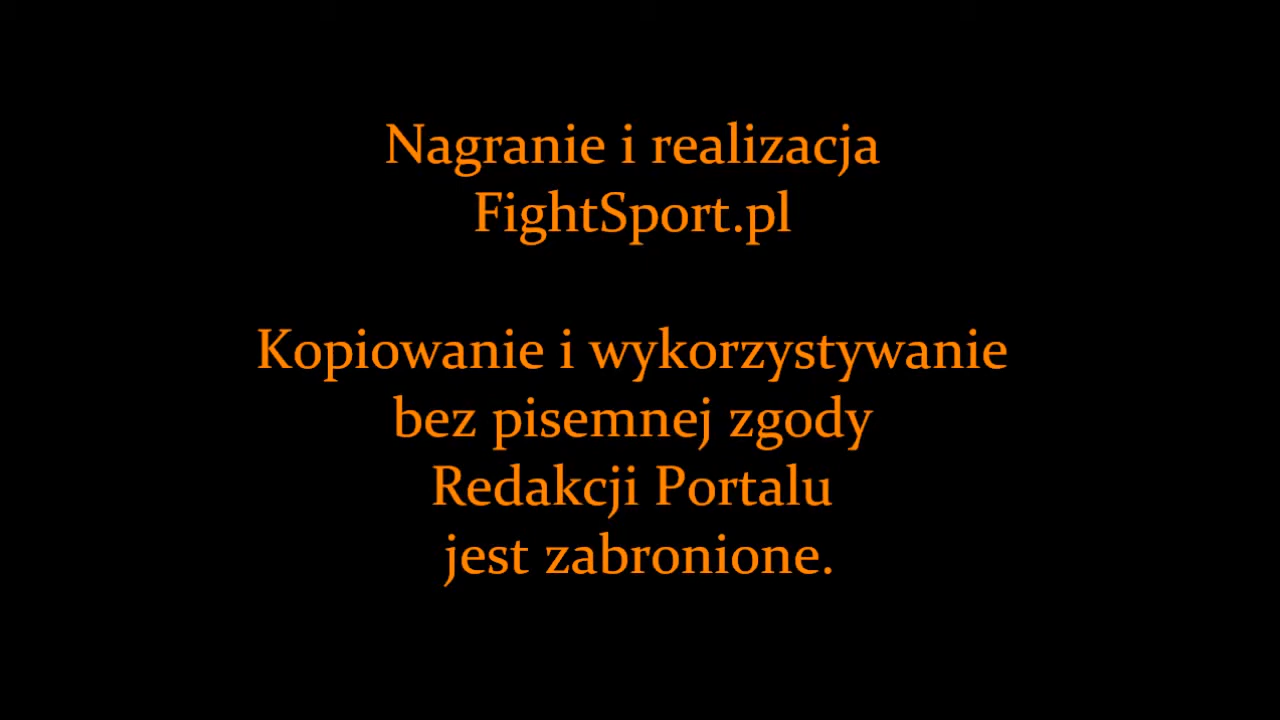 Nagranie i realizacja
FightSport.pl
Kopiowanie i wykorzystywanie
bez pisemnej zgody
Redakcji Portalu
jest zabronione.